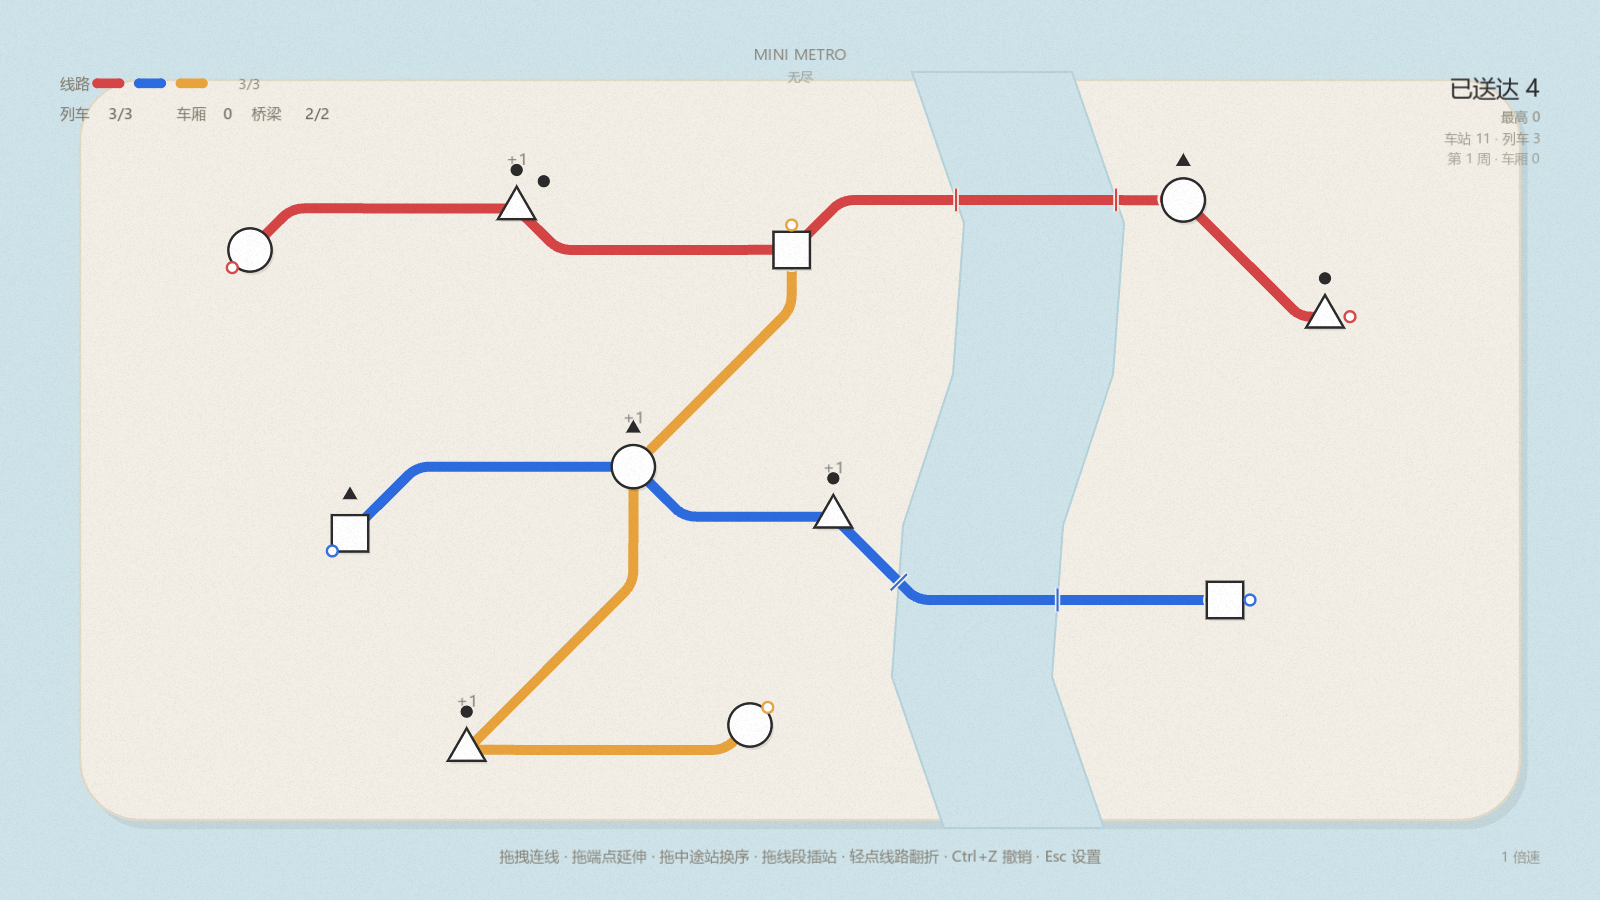 MINI METRO
无尽
线路 3/3
列车 3/3 车厢 0 桥梁 2/2
已送达 4
最高 0
车站 11 · 列车 3
第 1 周 · 车厢 0
+1
+1
+1
+1
拖拽连线 · 拖端点延伸 · 拖中途站换序 · 拖线段插站 · 轻点线路翻折 · Ctrl+Z 撤销 · Esc 设置
1 倍速